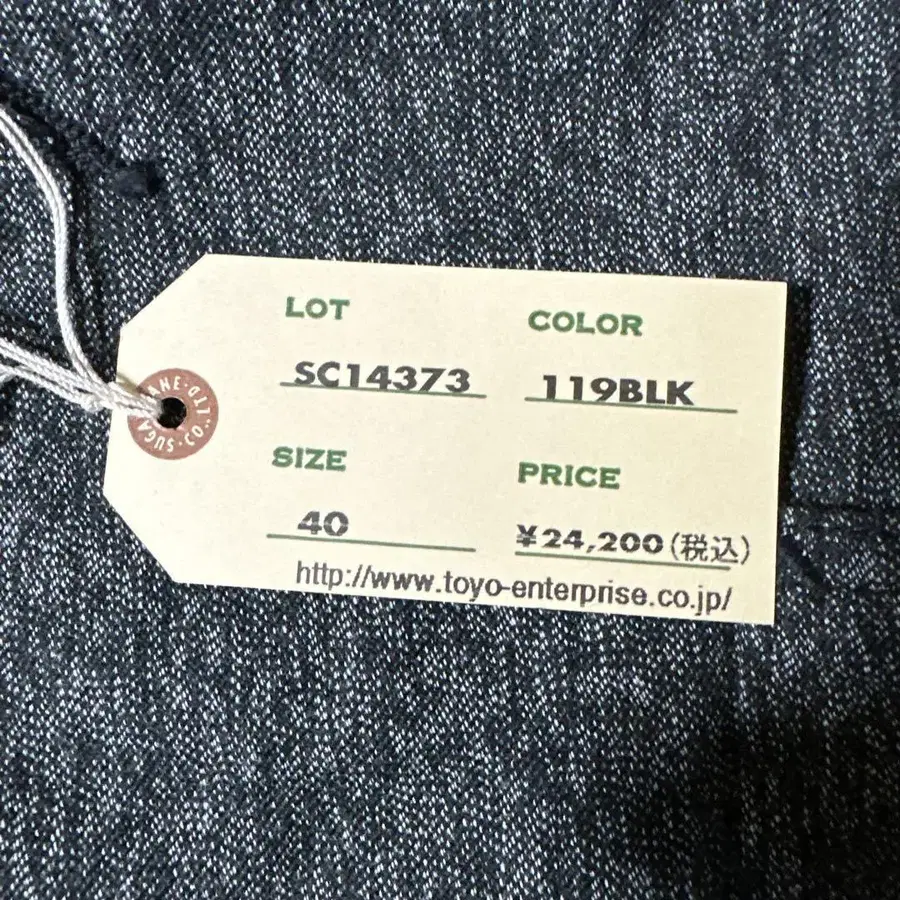 LOT
SC14373
COLOR
119BLK
SIZE
40
PRICE
¥24,200(税込)
http://www.toyo-enterprise.co.jp/